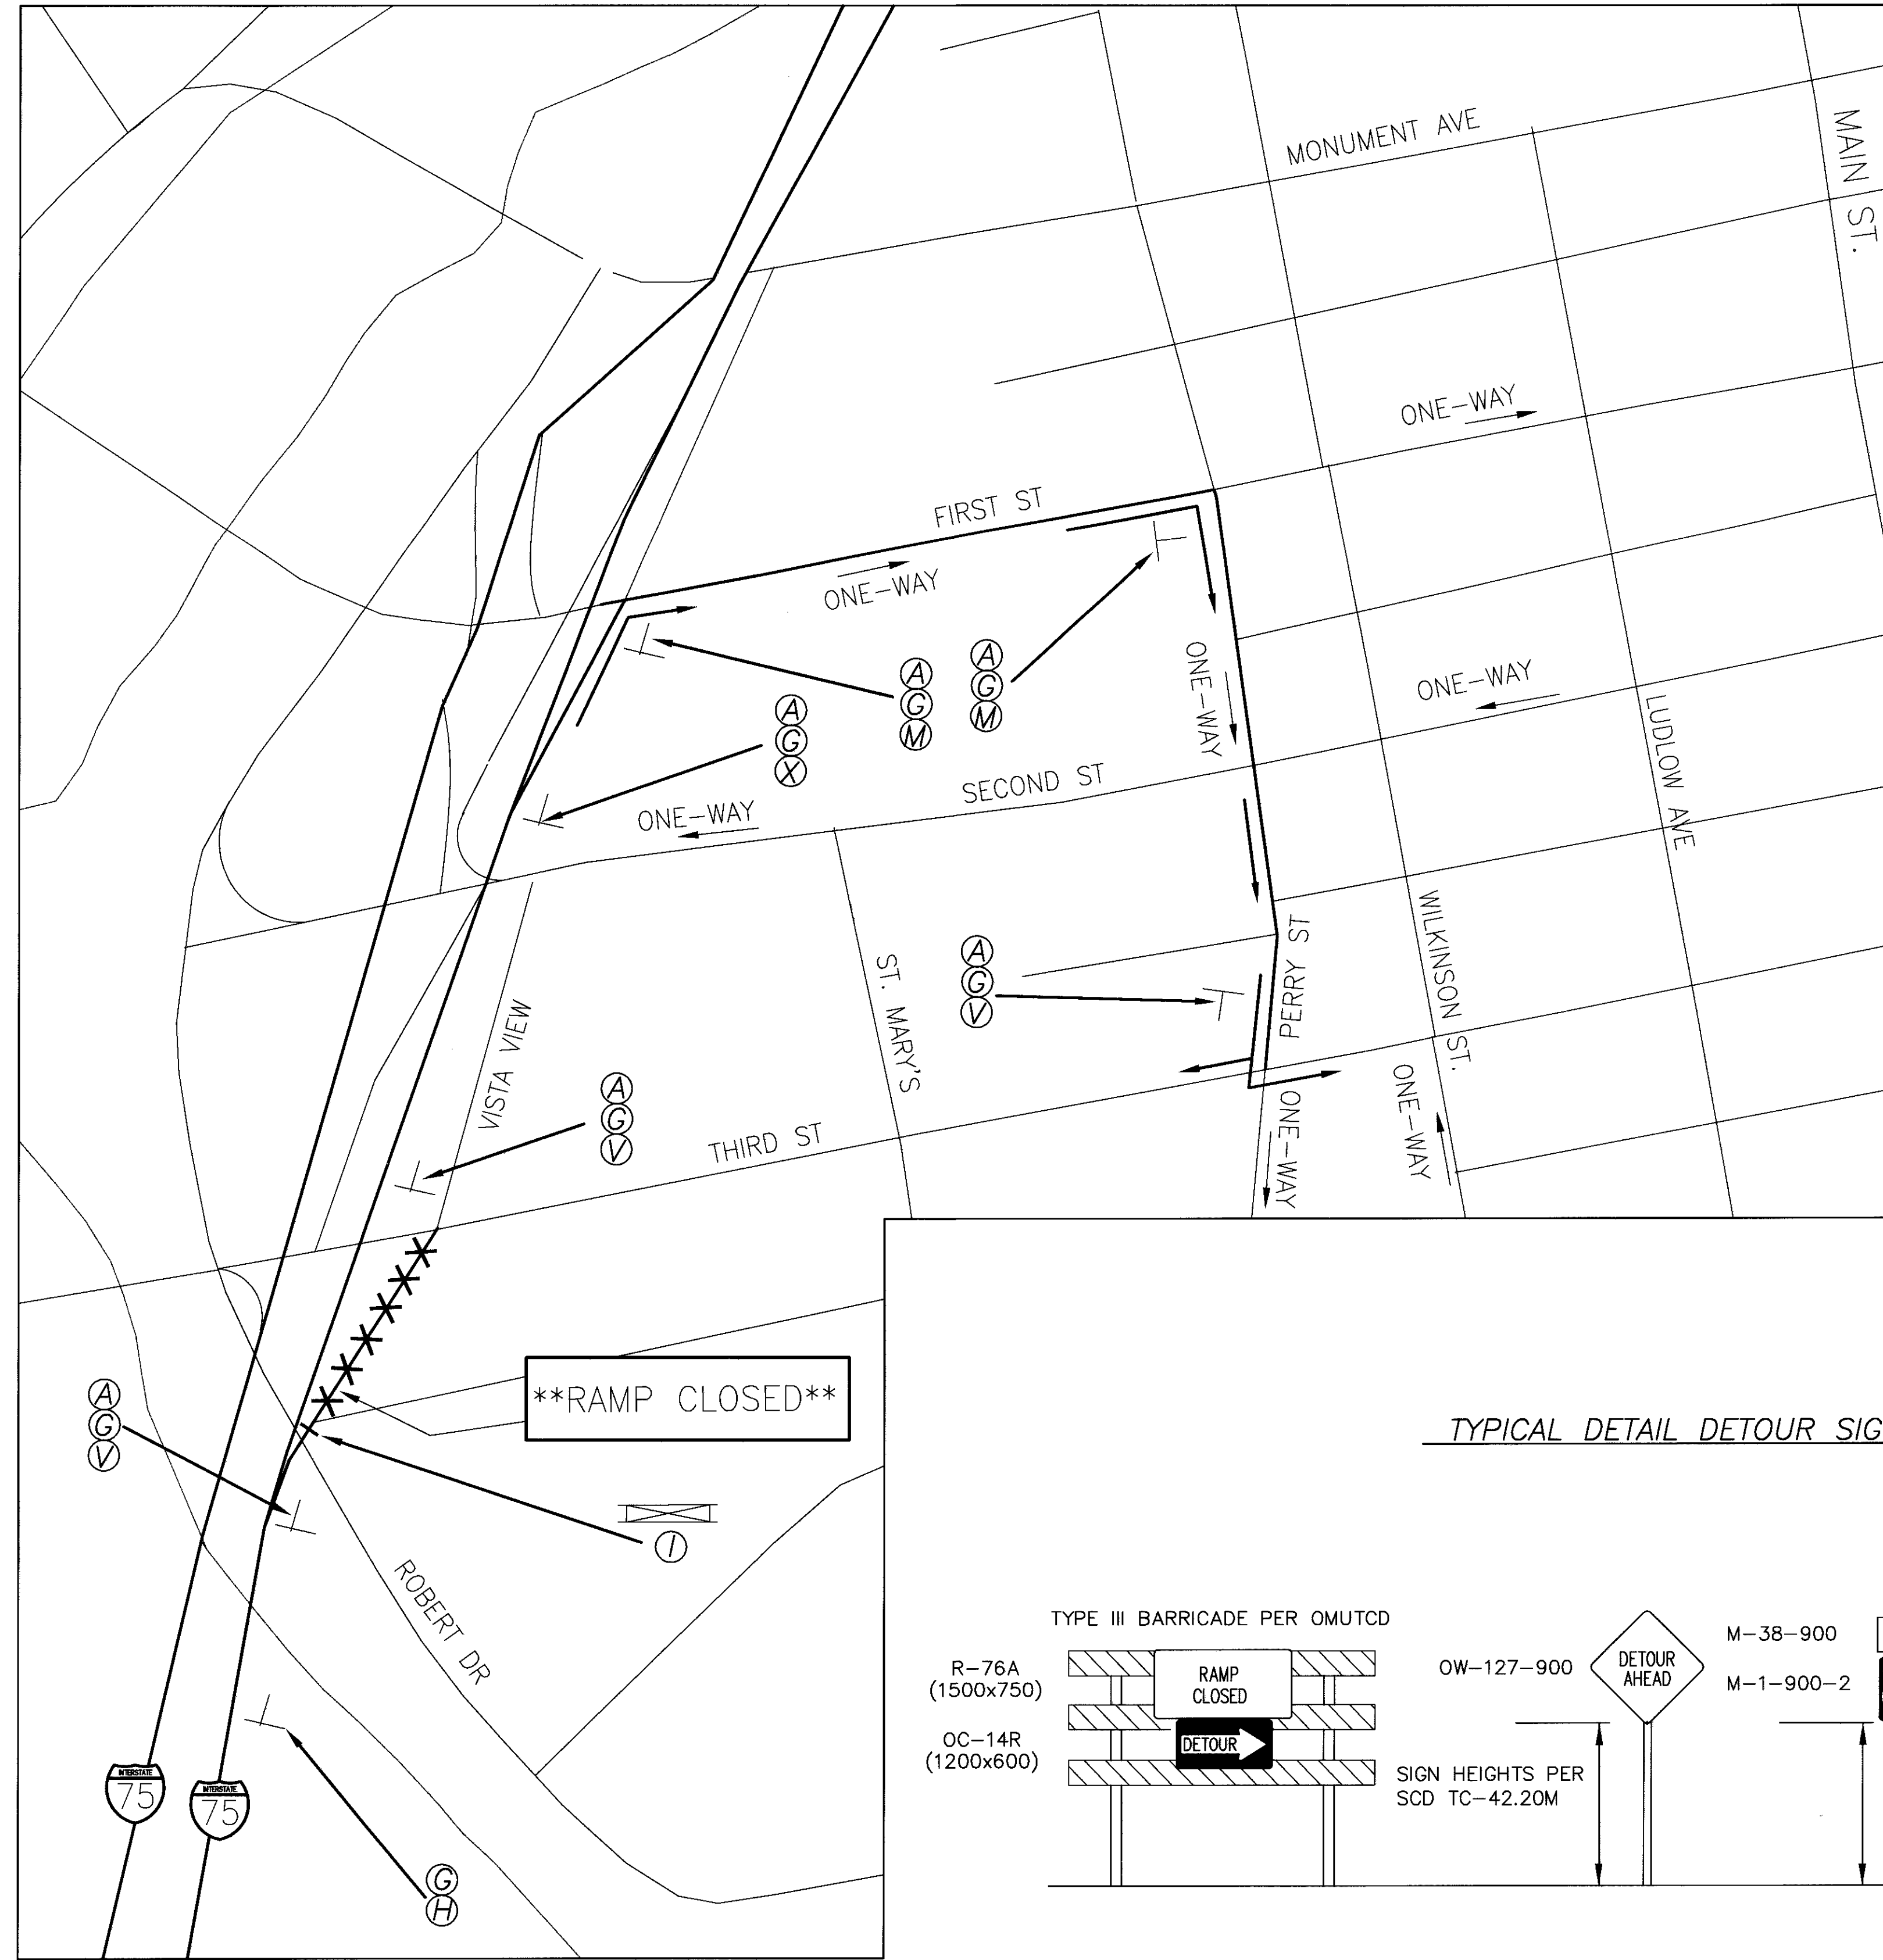 MONUMENT AVE
MAIN ST.
ONE-WAY
FIRST ST
ONE-WAY
ONE-WAY
ONE-WAY
LUDLOW AVE
A
G
M
A
G
M
A
G
X
SECOND ST
ONE-WAY
ST. MARY'S
A
G
V
PERRY ST
WILKINSON ST.
VISTA VIEW
A
G
V
THIRD ST
ONE-WAY
ONE-WAY
**RAMP CLOSED**
A
G
V
I
ROBERT DR
INTERSTATE
75
INTERSTATE
75
G
H
TYPICAL DETAIL DETOUR SIG
TYPE III BARRICADE PER OMUTCD
R-76A
(1500x750)
RAMP
CLOSED
OC-14R
(1200x600)
DETOUR
OW-127-900
DETOUR
AHEAD
M-38-900
M-1-900-2
SIGN HEIGHTS PER
SCD TC-42.20M